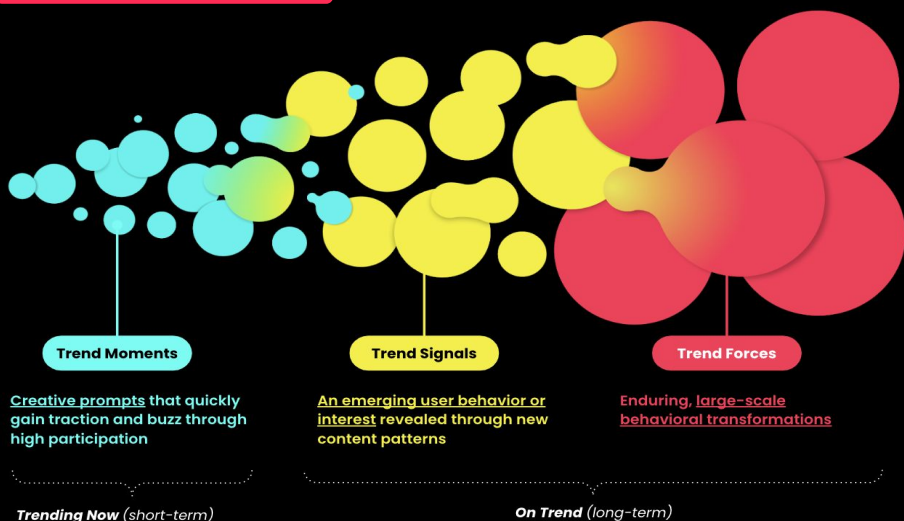 Trend Moments
Creative prompts that quickly
gain traction and buzz through
high participation
Trend Signals
An emerging user behavior or
interest revealed through new
content patterns
Trend Forces
Enduring, large-scale
behavioral transformations
Trending Now (short-term)
On Trend (long-term)